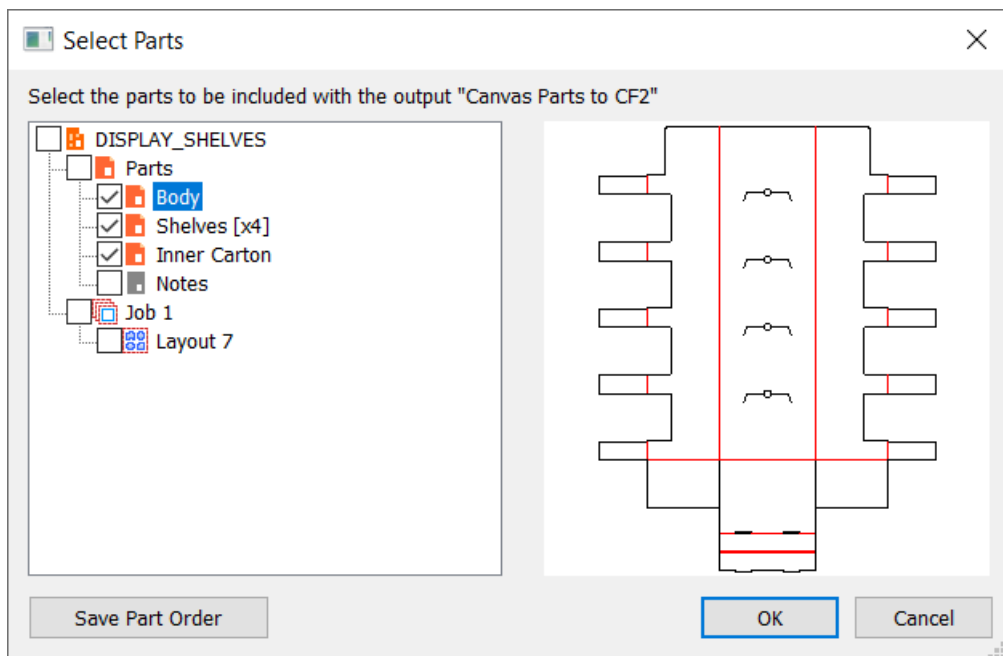 Select Parts
Select the parts to be included with the output "Canvas Parts to CF2"
DISPLAY_SHELVES
Parts
Body
Shelves [x4]
Inner Carton
Notes
Job 1
Layout 7
Save Part Order
OK
Cancel